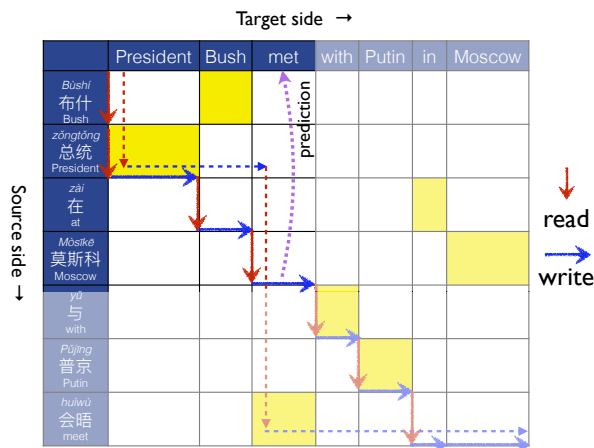 Target side →
President Bush met with Putin in Moscow
Bùshí
布什
Bush
zǒngtǒng
总统
President
zài
在
at
Mòsīkē
莫斯科
Moscow
yǔ
与
with
Pǔjīng
普京
Putin
huìwù
会晤
meet
Source side →
prediction
read
write